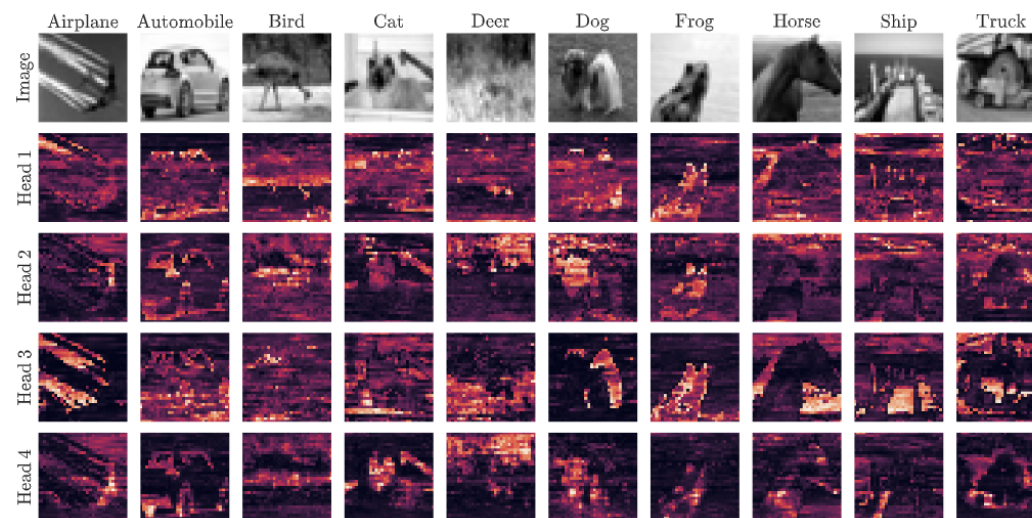 Airplane Automobile Bird Cat Deer Dog Frog Horse Ship Truck
Image
Head 1
Head 2
Head 3
Head 4